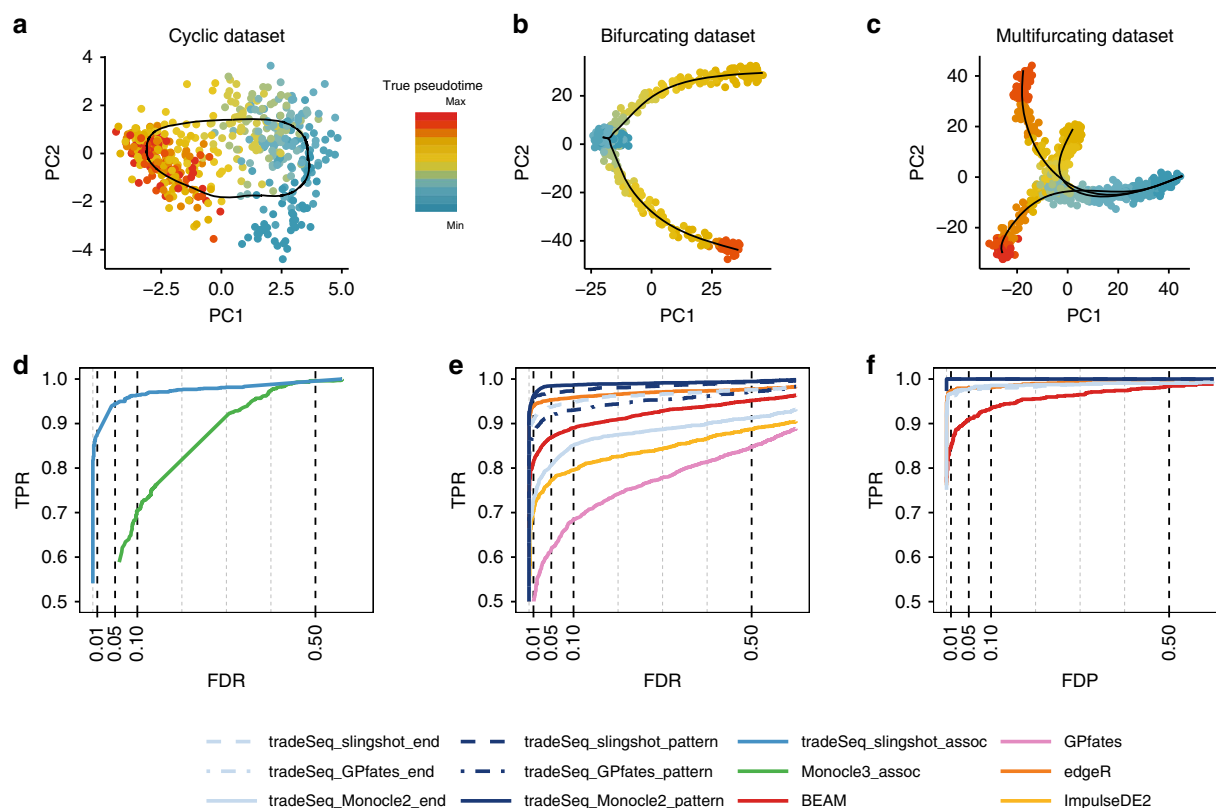 a
Cyclic dataset
4
2
0
−2
−4
PC2
−2.5
0
2.5
5.0
PC1
True pseudotime
Max
Min
b
Bifurcating dataset
20
0
−20
−40
PC2
−25
0
25
PC1
c
Multifurcating dataset
40
20
0
−20
PC2
−20
0
20
40
PC1
d
1.0
0.9
0.8
0.7
0.6
0.5
TPR
0.01
0.05
0.10
0.50
FDR
e
1.0
0.9
0.8
0.7
0.6
0.5
TPR
0.01
0.05
0.10
0.50
FDR
f
1.0
0.9
0.8
0.7
0.6
0.5
TPR
0.01
0.05
0.10
0.50
FDP
tradeSeq_slingshot_end
tradeSeq_slingshot_pattern
tradeSeq_slingshot_assoc
GPfates
tradeSeq_GPfates_end
tradeSeq_GPfates_pattern
Monocle3_assoc
edgeR
tradeSeq_Monocle2_end
tradeSeq_Monocle2_pattern
BEAM
ImpulseDE2